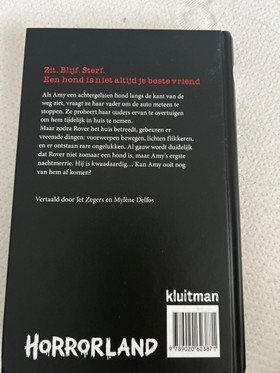 Zit. Blijf. Sterf.
Een hond is niet altijd je beste vriend
Als Amy een achtergelaten hond langs de kant van de
weg ziet, vraagt ze haar vader om de auto meteen te
stoppen. Ze probeert haar ouders ervan te overtuigen
om hem tijdelijk in huis te nemen.
Maar zodra Rover het huis betreedt, gebeuren er
vreemde dingen: voorwerpen bewegen, lichten flikkeren,
en er ontstaan rare ongelukken. Al gauw wordt duidelijk
dat Rover niet zomaar een hond is, maar Amy's ergste
nachtmerrie. Hij is kwaadaardig… Kan Amy ooit nog
van hem af komen?
Vertaald door Jet Zegers en Mylène Delfos
kluitman
9 789020 623871
HORRORLAND